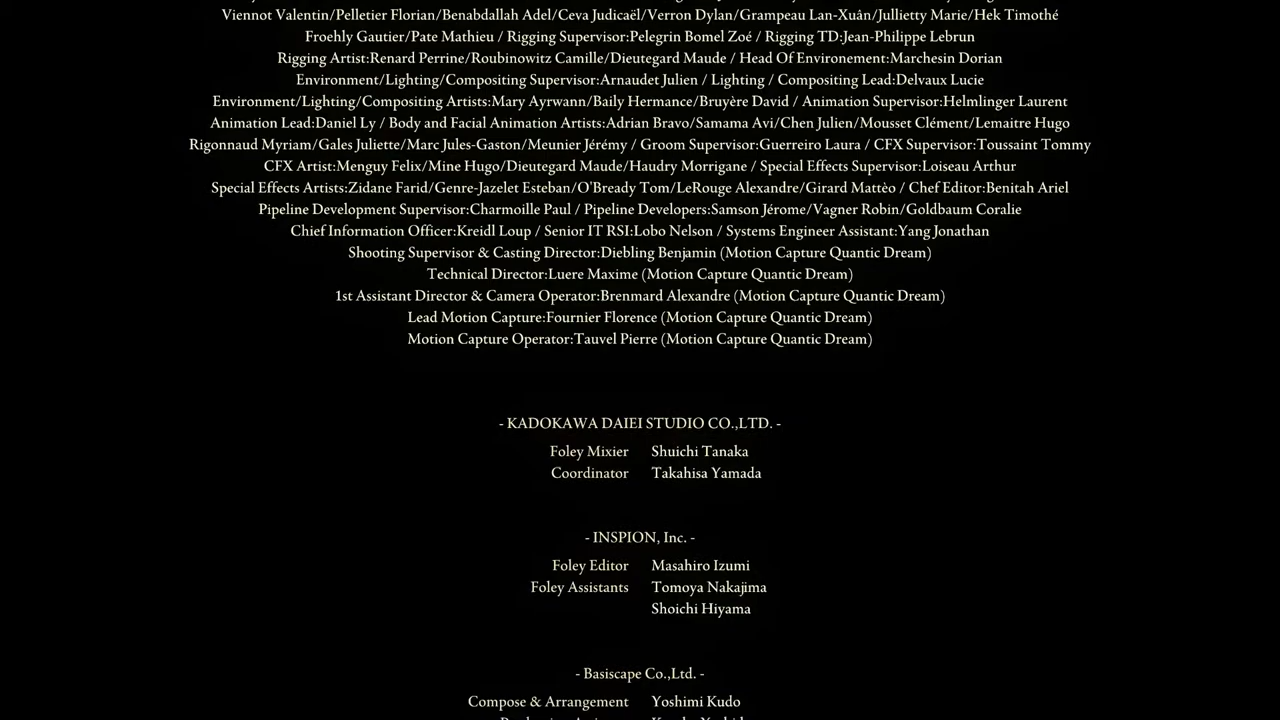 Viennot Valentin/Pelletier Florian/Benabdallah Adel/Ceva Judicaël/Verron Dylan/Grampeau Lan-Xuân/Jullietty Marie/Hek Timothé
Froehly Gautier/Pate Mathieu / Rigging Supervisor:Pelegrin Bomel Zoé / Rigging TD:Jean-Philippe Lebrun
Rigging Artist:Renard Perrine/Roubinowitz Camille/Dieutegard Maude / Head Of Environement:Marchesin Dorian
Environment/Lighting/Compositing Supervisor:Arnaudet Julien / Lighting / Compositing Lead:Delvaux Lucie
Environment/Lighting/Compositing Artists:Mary Ayrwann/Baily Hermance/Bruyère David / Animation Supervisor:Helmlinger Laurent
Animation Lead:Daniel Ly / Body and Facial Animation Artists:Adrian Bravo/Samama Avi/Chen Julien/Mousset Clément/Lemaitre Hugo
Rigonnaud Myriam/Gales Juliette/Marc Jules-Gaston/Meunier Jérémy / Groom Supervisor:Guerreiro Laura / CFX Supervisor:Toussaint Tommy
CFX Artist:Menguy Felix/Mine Hugo/Dieutegard Maude/Haudry Morrigane / Special Effects Supervisor:Loiseau Arthur
Special Effects Artists:Zidane Farid/Genre-Jazelet Esteban/O'Bready Tom/LeRouge Alexandre/Girard Mattèo / Chef Editor:Benitah Ariel
Pipeline Development Supervisor:Charmoille Paul / Pipeline Developers:Samson Jérome/Vagner Robin/Goldbaum Coralie
Chief Information Officer:Kreidl Loup / Senior IT RSI:Lobo Nelson / Systems Engineer Assistant:Yang Jonathan
Shooting Supervisor & Casting Director:Diebling Benjamin (Motion Capture Quantic Dream)
Technical Director:Luere Maxime (Motion Capture Quantic Dream)
1st Assistant Director & Camera Operator:Brenmard Alexandre (Motion Capture Quantic Dream)
Lead Motion Capture:Fournier Florence (Motion Capture Quantic Dream)
Motion Capture Operator:Tauvel Pierre (Motion Capture Quantic Dream)
- KADOKAWA DAIEI STUDIO CO.,LTD. -
Foley Mixier Shuichi Tanaka
Coordinator Takahisa Yamada
- INSPION, Inc. -
Foley Editor Masahiro Izumi
Foley Assistants Tomoya Nakajima
Shoichi Hiyama
- Basiscape Co.,Ltd. -
Compose & Arrangement Yoshimi Kudo